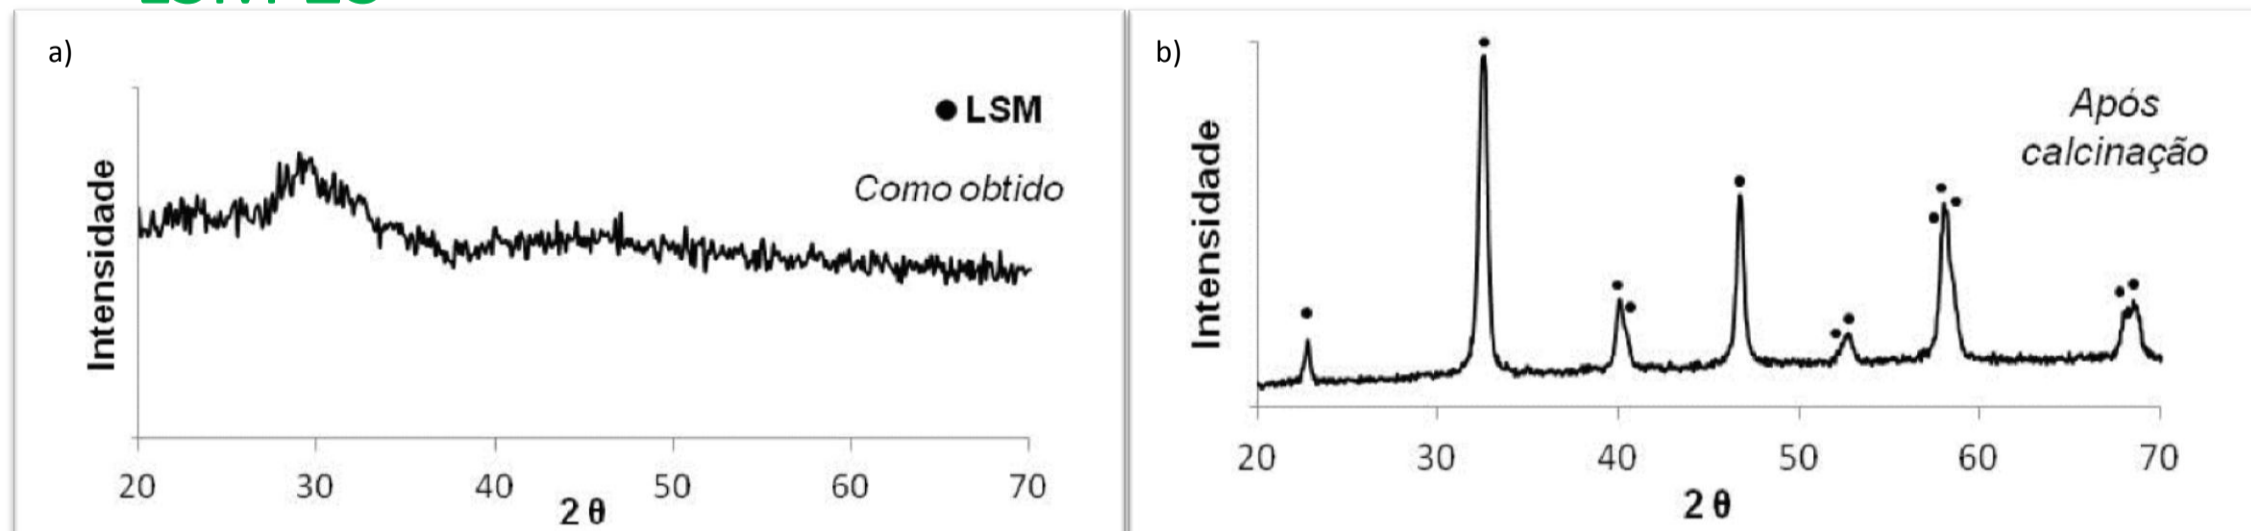 a)
● LSM
Como obtido
Intensidade
20 30 40 50 60 70
2 θ
b)
Após
calcinação
Intensidade
20 30 40 50 60 70
2 θ